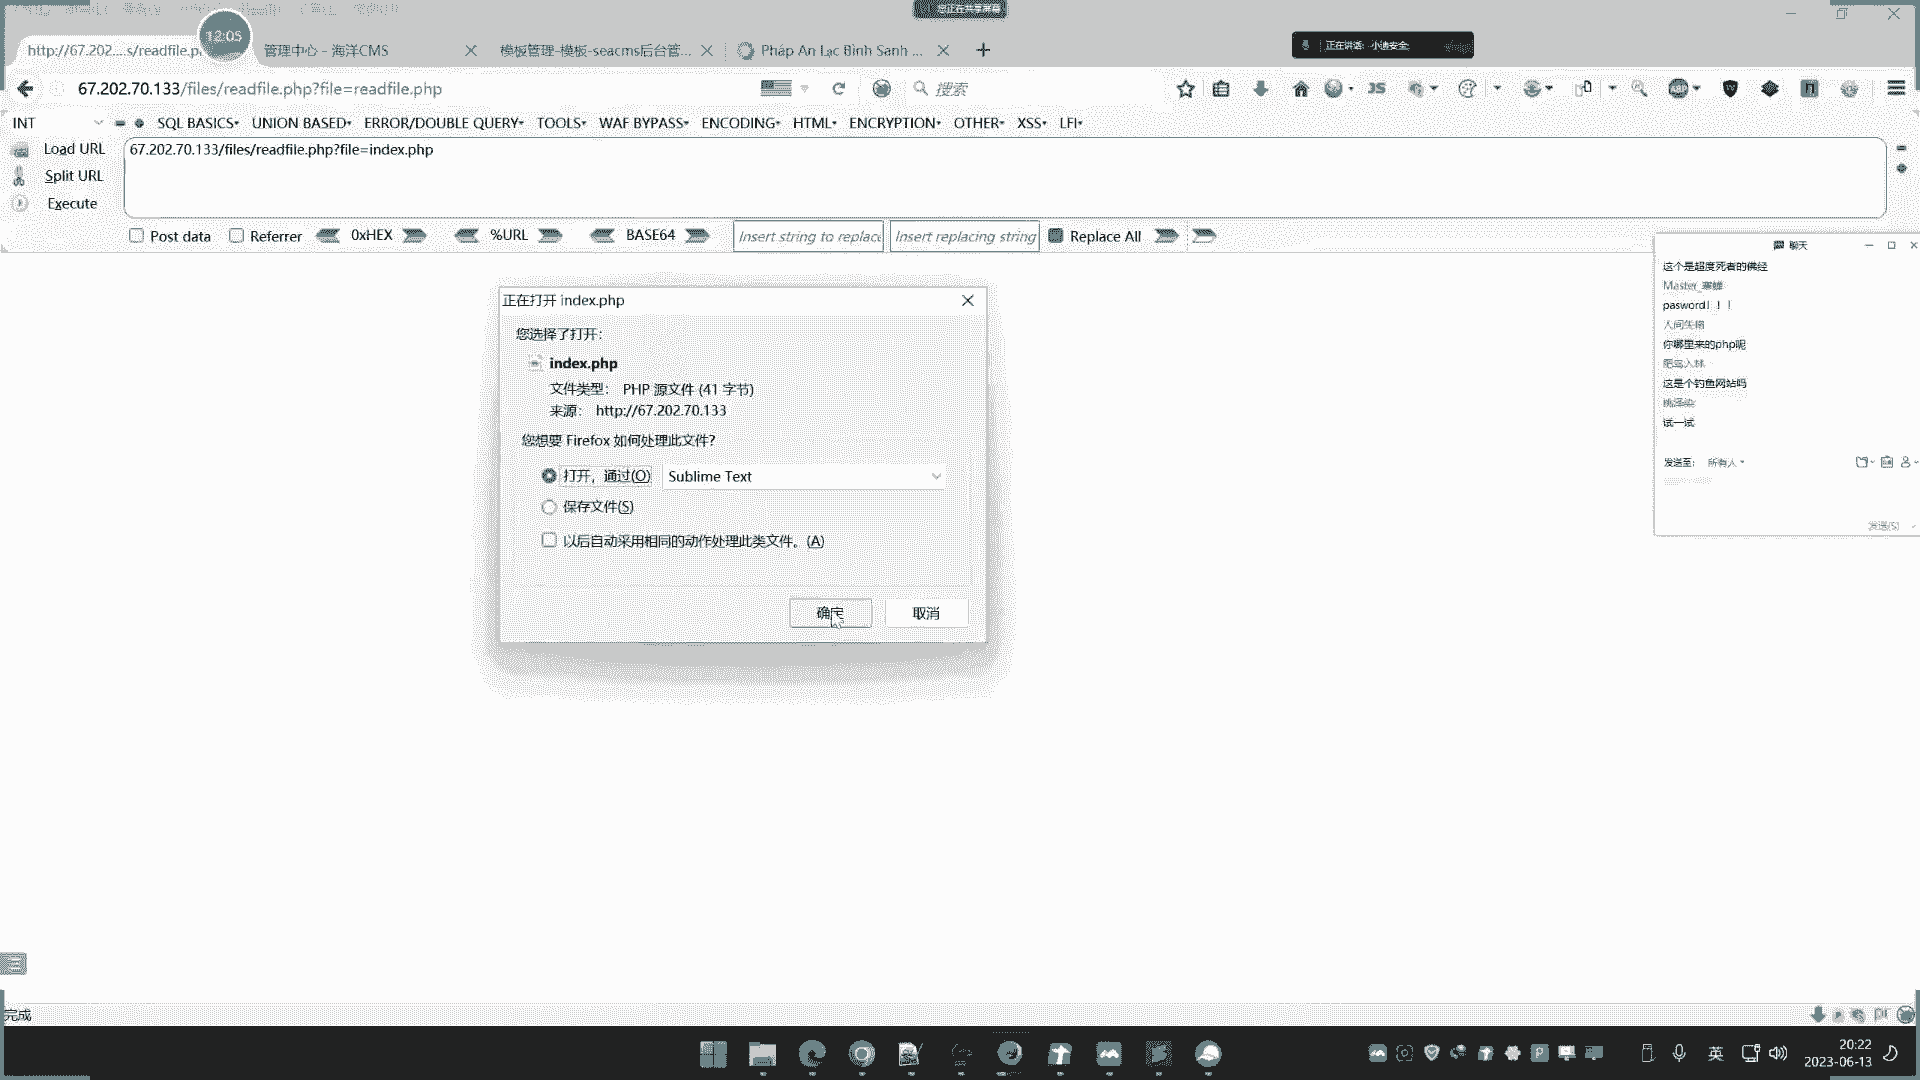 您正在共享屏幕
12:05
http://67.202....s/readfile.p
管理中心 - 海洋CMS
模板管理-模板-seacms后台管...
Pháp An Lạc Bình Sanh ...
正在讲话: 小迪安全
67.202.70.133/files/readfile.php?file=readfile.php
搜索
INT
SQL BASICS
UNION BASED
ERROR/DOUBLE QUERY
TOOLS
WAF BYPASS
ENCODING
HTML
ENCRYPTION
OTHER
XSS
LFI
Load URL
67.202.70.133/files/readfile.php?file=index.php
Split URL
Execute
Post data
Referrer
0xHEX
%URL
BASE64
Insert string to replace
Insert replacing string
Replace All
聊天
这个是超度死者的佛经
pasword！！！
人间失格
你哪里来的php呢
这是个钓鱼网站吗
试一试
发送至: 所有人
发送(S)
正在打开 index.php
您选择了打开:
index.php
文件类型: PHP 源文件 (41 字节)
来源: http://67.202.70.133
您想要 Firefox 如何处理此文件?
打开，通过(O)
Sublime Text
保存文件(S)
以后自动采用相同的动作处理此类文件。(A)
确定
取消
完成
英
20:22
2023-06-13